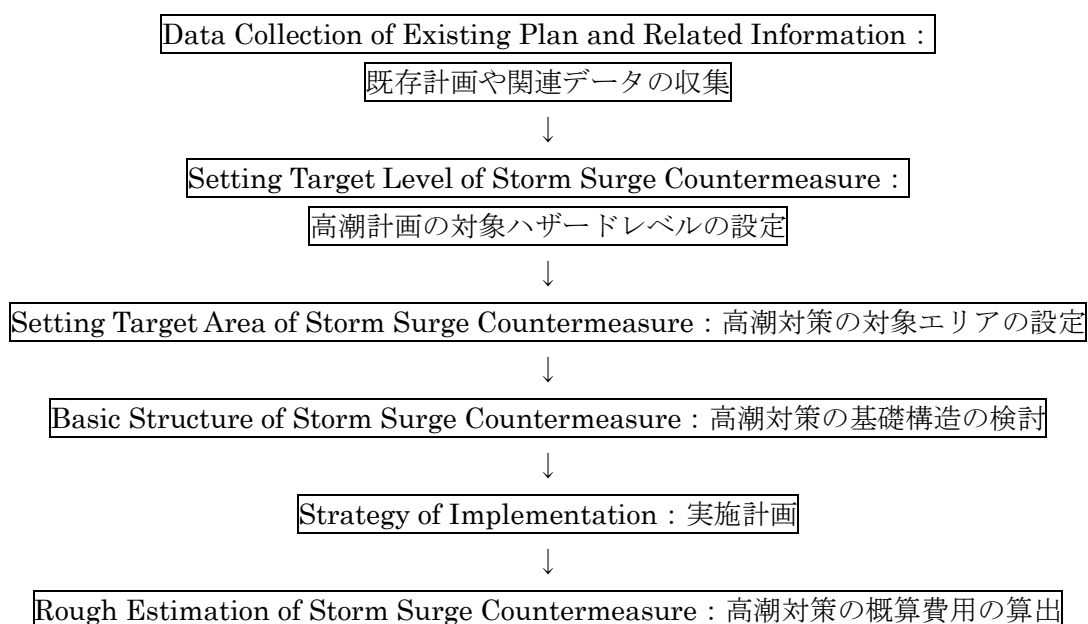 Data Collection of Existing Plan and Related Information：
既存計画や関連データの収集
↓
Setting Target Level of Storm Surge Countermeasure：
高潮計画の対象ハザードレベルの設定
↓
Setting Target Area of Storm Surge Countermeasure：高潮対策の対象エリアの設定
↓
Basic Structure of Storm Surge Countermeasure：高潮対策の基礎構造の検討
↓
Strategy of Implementation：実施計画
↓
Rough Estimation of Storm Surge Countermeasure：高潮対策の概算費用の算出